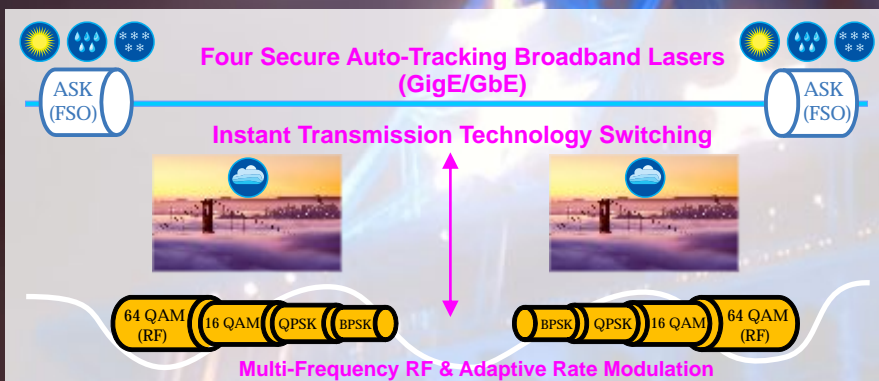 Four Secure Auto-Tracking Broadband Lasers
(GigE/GbE)
ASK
(FSO)
ASK
(FSO)
Instant Transmission Technology Switching
64 QAM
(RF)
16 QAM
QPSK
BPSK
BPSK
QPSK
16 QAM
64 QAM
(RF)
Multi-Frequency RF & Adaptive Rate Modulation